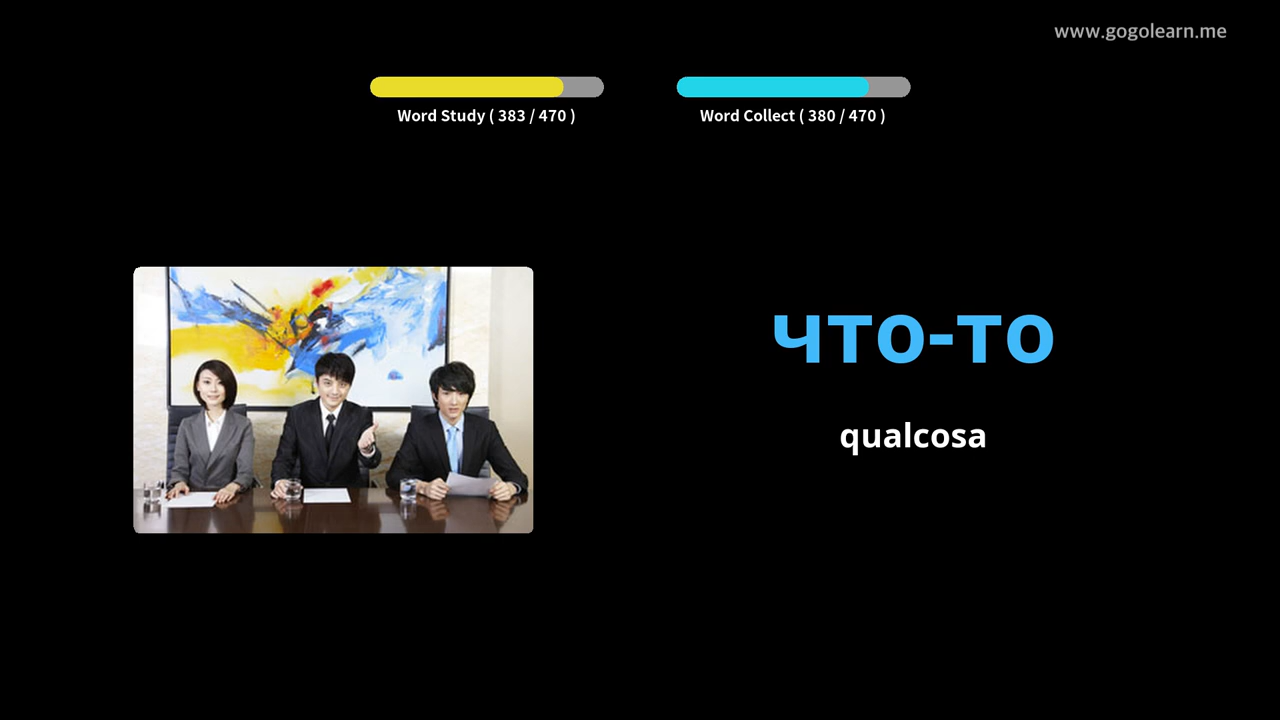 www.gogolearn.me
Word Study ( 383 / 470 )
Word Collect ( 380 / 470 )
что-то
qualcosa